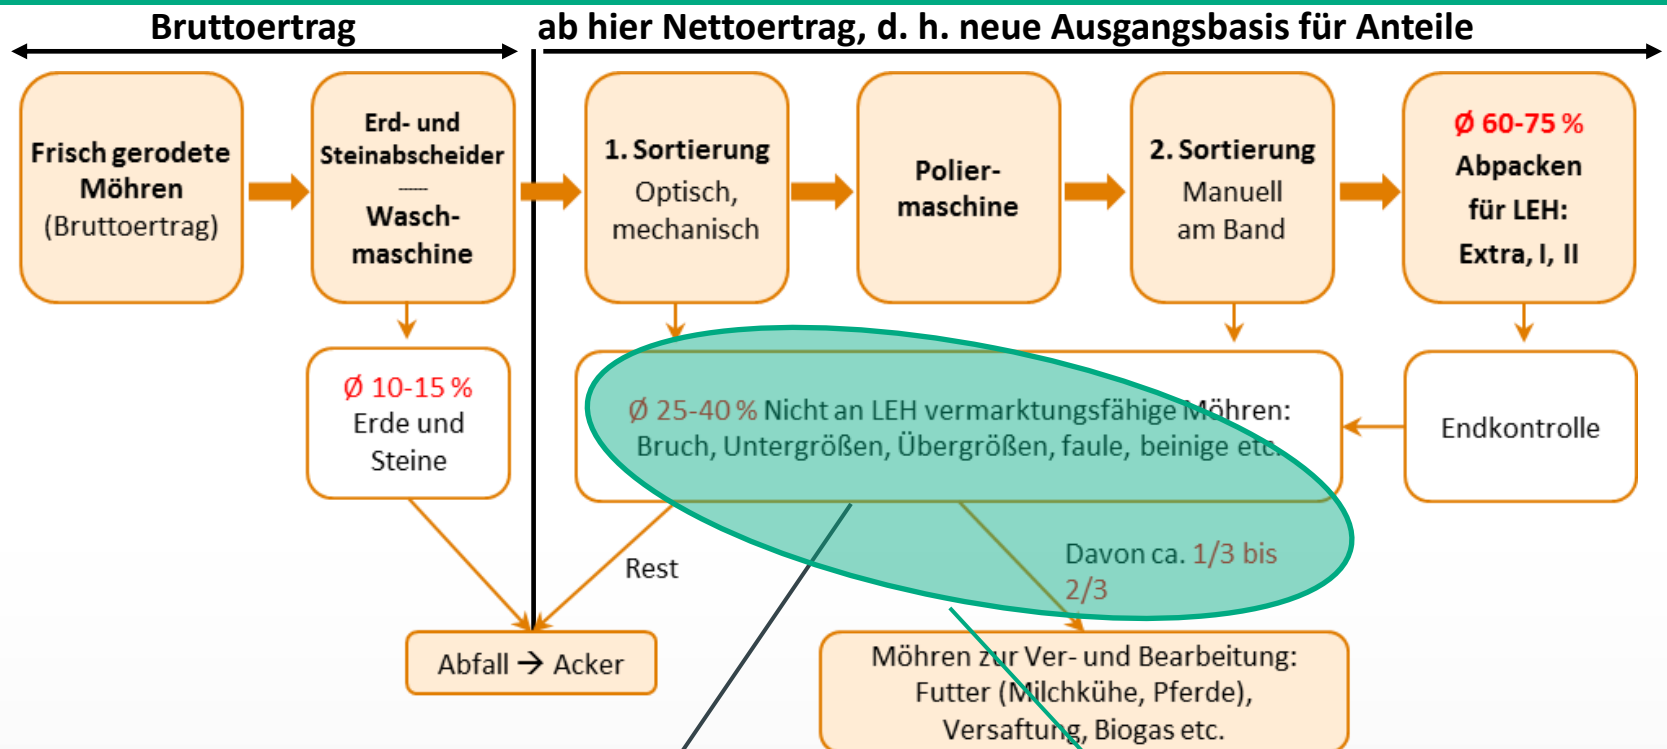 Bruttoertrag
ab hier Nettoertrag, d. h. neue Ausgangsbasis für Anteile
Frisch gerodete
Möhren
(Bruttoertrag)
Erd- und
Steinabscheider
-----
Wasch-
maschine
1. Sortierung
Optisch,
mechanisch
Polier-
maschine
2. Sortierung
Manuell
am Band
Ø 60-75 %
Abpacken
für LEH:
Extra, I, II
Ø 10-15 %
Erde und
Steine
Ø 25-40 % Nicht an LEH vermarktungsfähige Möhren:
Bruch, Untergrößen, Übergrößen, faule, beinige etc.
Endkontrolle
Rest
Davon ca. 1/3 bis
2/3
Abfall → Acker
Möhren zur Ver- und Bearbeitung:
Futter (Milchkühe, Pferde),
Versaftung, Biogas etc.